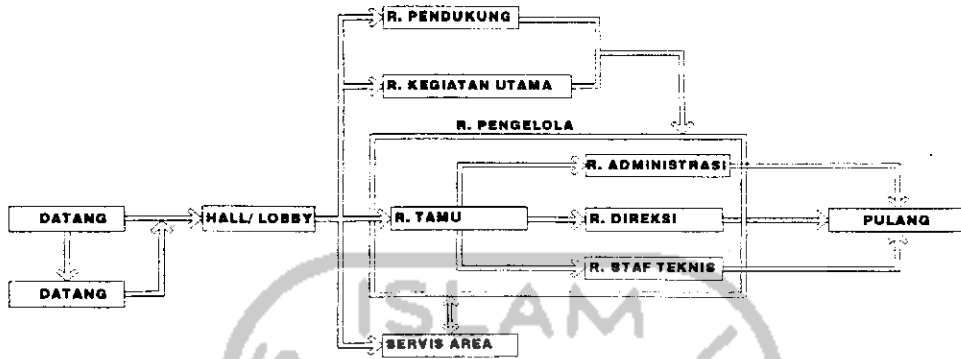 R. PENDUKUNG
R. KEGIATAN UTAMA
R. PENGELOLA
R. ADMINISTRASI
DATANG
HALL/ LOBBY
R. TAMU
R. DIREKSI
PULANG
R. STAF TEKNIS
DATANG
ISLAM
SERVIS AREA